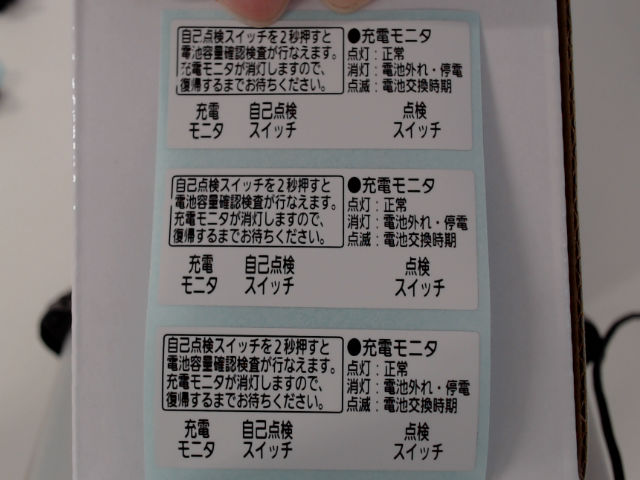 自己点検スイッチを2秒押すと
電池容量確認検査が行なえます。
充電モニタが消灯しますので、
復帰するまでお待ちください。
●充電モニタ
点灯：正常
消灯：電池外れ・停電
点滅：電池交換時期
充電
モニタ
自己点検
スイッチ
点検
スイッチ
自己点検スイッチを2秒押すと
電池容量確認検査が行なえます。
充電モニタが消灯しますので、
復帰するまでお待ちください。
●充電モニタ
点灯：正常
消灯：電池外れ・停電
点滅：電池交換時期
充電
モニタ
自己点検
スイッチ
点検
スイッチ
自己点検スイッチを2秒押すと
電池容量確認検査が行なえます。
充電モニタが消灯しますので、
復帰するまでお待ちください。
●充電モニタ
点灯：正常
消灯：電池外れ・停電
点滅：電池交換時期
充電
モニタ
自己点検
スイッチ
点検
スイッチ